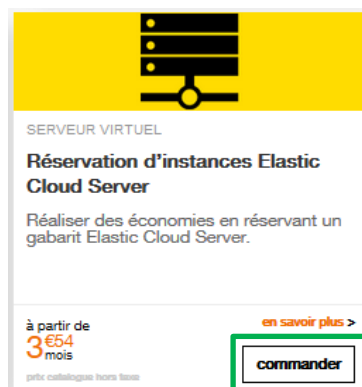 SERVEUR VIRTUEL
Réservation d'instances Elastic
Cloud Server
Réaliser des économies en réservant un
gabarit Elastic Cloud Server.
à partir de
en savoir plus >
3€54
mois
prix catalogue hors taxe
commander